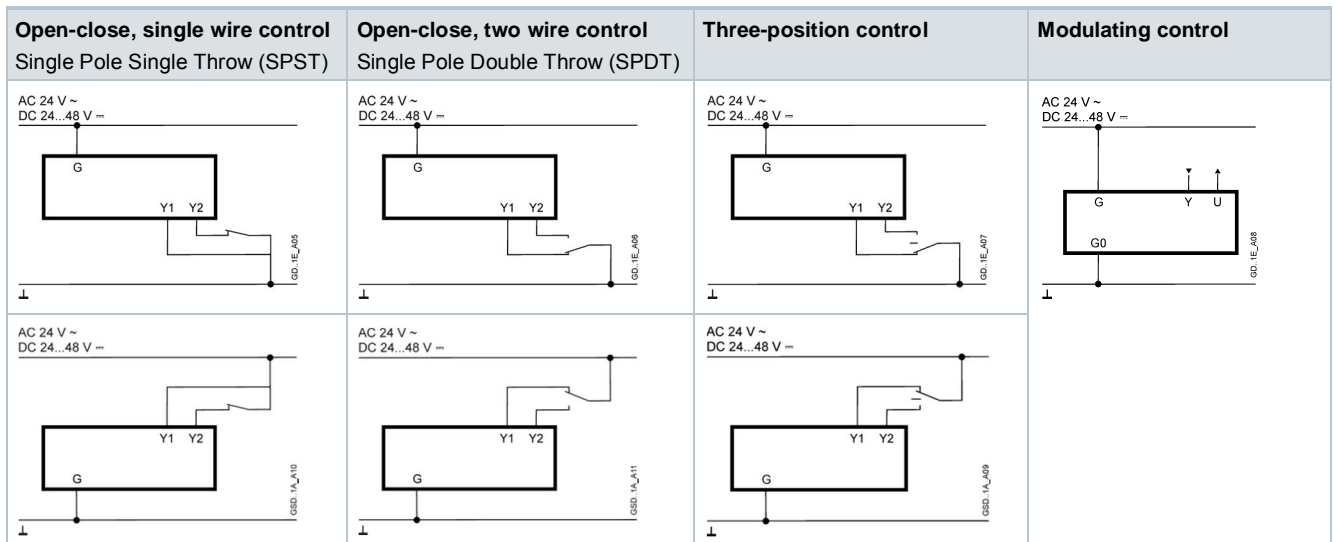 Open-close, single wire control
Single Pole Single Throw (SPST)
Open-close, two wire control
Single Pole Double Throw (SPDT)
Three-position control
Modulating control
AC 24 V ~
DC 24...48 V ⎓
G
Y1 Y2
GD..1E_A05
⊥
AC 24 V ~
DC 24...48 V ⎓
G
Y1 Y2
GD..1E_A06
⊥
AC 24 V ~
DC 24...48 V ⎓
G
Y1 Y2
GD..1E_A07
⊥
AC 24 V ~
DC 24...48 V ⎓
G Y U
G0
GD..1E_A08
⊥
AC 24 V ~
DC 24...48 V ⎓
Y1 Y2
G
GSD..1A_A10
⊥
AC 24 V ~
DC 24...48 V ⎓
Y1 Y2
G
GSD..1A_A11
⊥
AC 24 V ~
DC 24...48 V ⎓
Y1 Y2
G
GSD..1A_A09
⊥